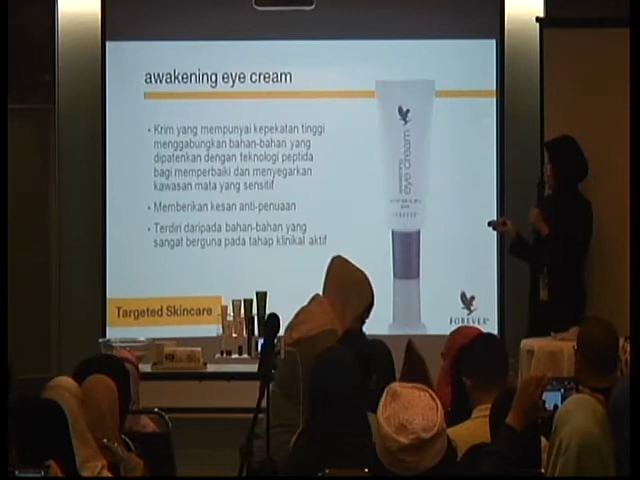 awakening eye cream
• Krim yang mempunyai kepekatan tinggi
menggabungkan bahan-bahan yang
dipatenkan dengan teknologi peptida
bagi memperbaiki dan menyegarkan
kawasan mata yang sensitif
• Memberikan kesan anti-penuaan
• Terdiri daripada bahan-bahan yang
sangat berguna pada tahap klinikal aktif
awakening
eye cream
Targeted Skincare
FOREVER